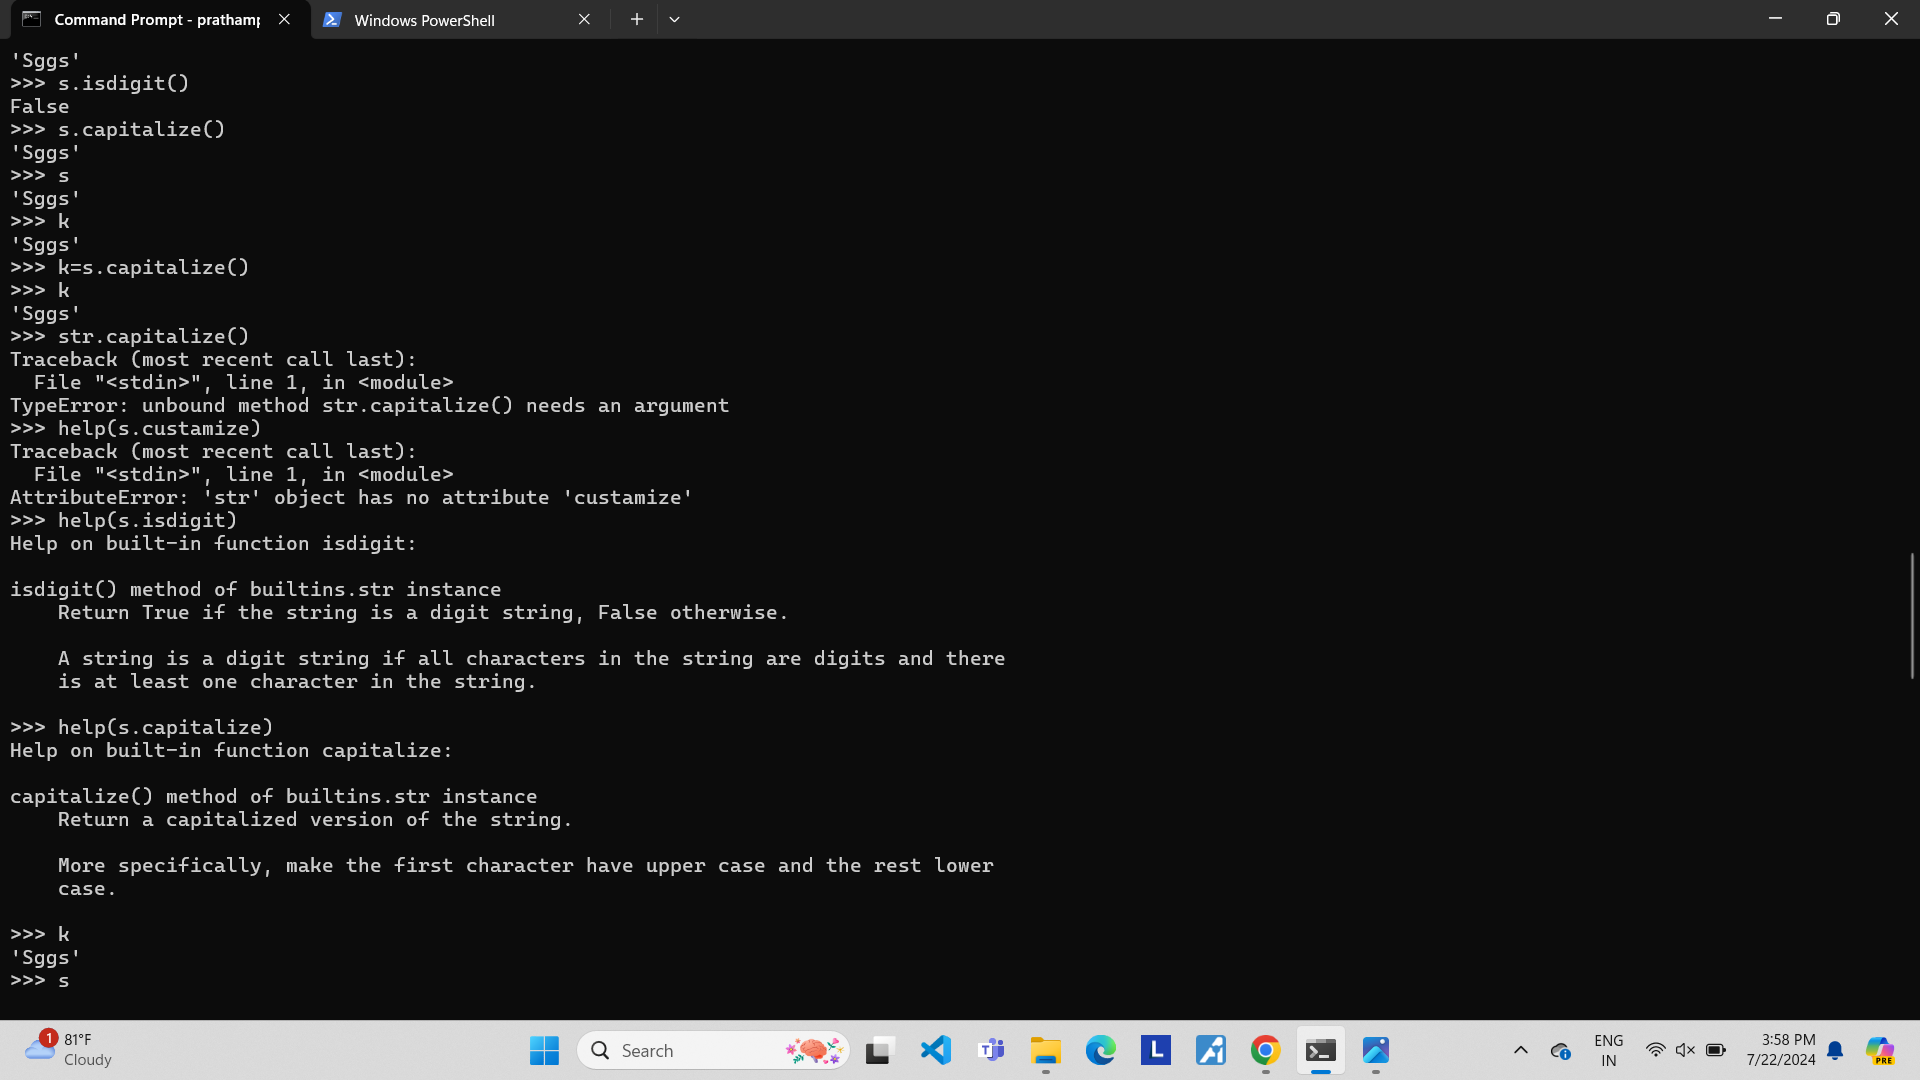 Command Prompt - prathamp
Windows PowerShell
'Sggs'
>>> s.isdigit()
False
>>> s.capitalize()
'Sggs'
>>> s
'Sggs'
>>> k
'Sggs'
>>> k=s.capitalize()
>>> k
'Sggs'
>>> str.capitalize()
Traceback (most recent call last):
  File "<stdin>", line 1, in <module>
TypeError: unbound method str.capitalize() needs an argument
>>> help(s.custamize)
Traceback (most recent call last):
  File "<stdin>", line 1, in <module>
AttributeError: 'str' object has no attribute 'custamize'
>>> help(s.isdigit)
Help on built-in function isdigit:

isdigit() method of builtins.str instance
    Return True if the string is a digit string, False otherwise.

    A string is a digit string if all characters in the string are digits and there
    is at least one character in the string.

>>> help(s.capitalize)
Help on built-in function capitalize:

capitalize() method of builtins.str instance
    Return a capitalized version of the string.

    More specifically, make the first character have upper case and the rest lower
    case.

>>> k
'Sggs'
>>> s
1
81°F
Cloudy
Search
T
L
ENG
IN
3:58 PM
7/22/2024
PRE